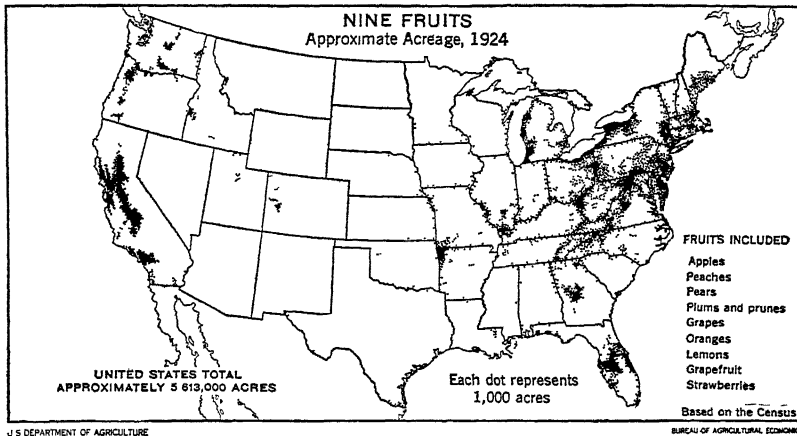 NINE FRUITS
Approximate Acreage, 1924
FRUITS INCLUDED
Apples
Peaches
Pears
Plums and prunes
Grapes
Oranges
Lemons
Grapefruit
Strawberries
UNITED STATES TOTAL
APPROXIMATELY 5 613,000 ACRES
Each dot represents
1,000 acres
Based on the Census
U S DEPARTMENT OF AGRICULTURE
BUREAU OF AGRICULTURAL ECONOMIC